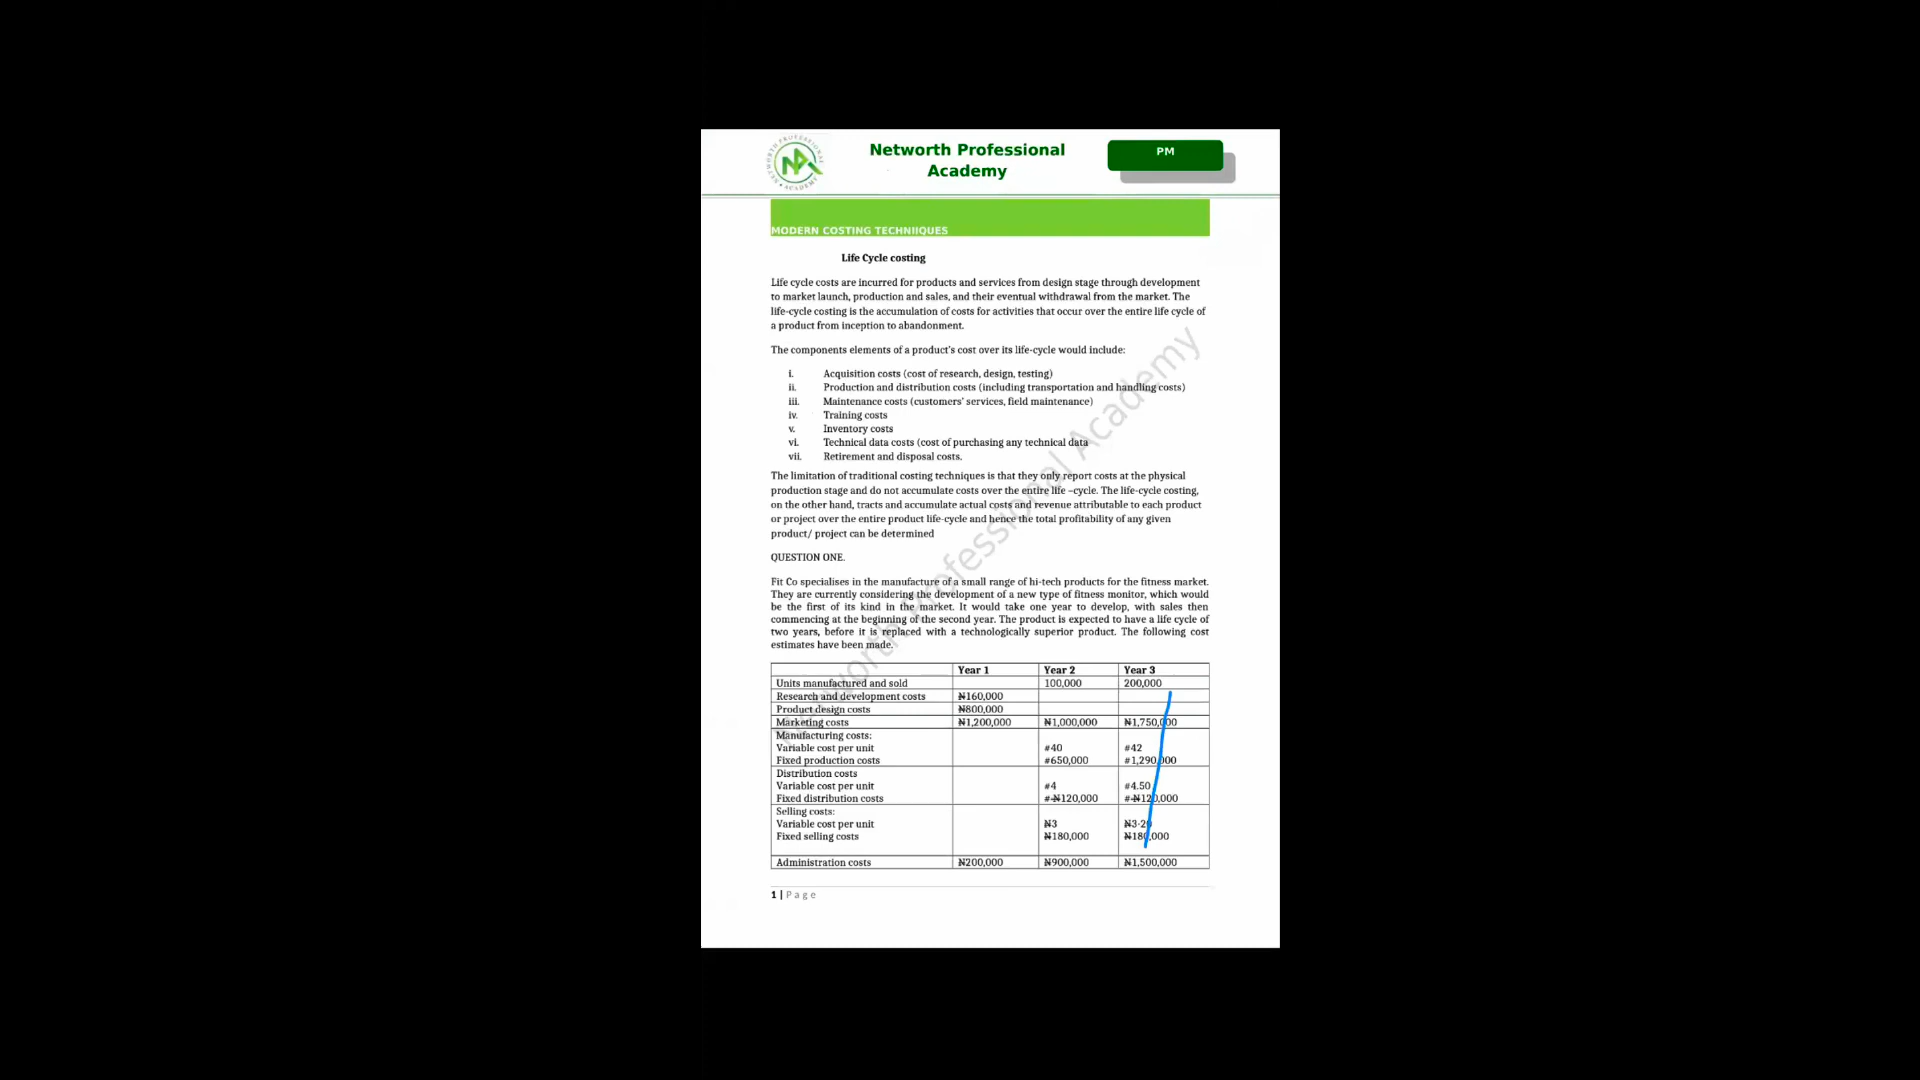 Networth Professional
Academy
PM
NETWORTH PROFESSIONAL ACADEMY
MODERN COSTING TECHNIIQUES
Life Cycle costing
Life cycle costs are incurred for products and services from design stage through development
to market launch, production and sales, and their eventual withdrawal from the market. The
life-cycle costing is the accumulation of costs for activities that occur over the entire life cycle of
a product from inception to abandonment.
The components elements of a product's cost over its life-cycle would include:
i. Acquisition costs (cost of research, design, testing)
ii. Production and distribution costs (including transportation and handling costs)
iii. Maintenance costs (customers' services, field maintenance)
iv. Training costs
v. Inventory costs
vi. Technical data costs (cost of purchasing any technical data
vii. Retirement and disposal costs.
The limitation of traditional costing techniques is that they only report costs at the physical
production stage and do not accumulate costs over the entire life –cycle. The life-cycle costing,
on the other hand, tracts and accumulate actual costs and revenue attributable to each product
or project over the entire product life-cycle and hence the total profitability of any given
product/ project can be determined
QUESTION ONE.
Fit Co specialises in the manufacture of a small range of hi-tech products for the fitness market.
They are currently considering the development of a new type of fitness monitor, which would
be the first of its kind in the market. It would take one year to develop, with sales then
commencing at the beginning of the second year. The product is expected to have a life cycle of
two years, before it is replaced with a technologically superior product. The following cost
estimates have been made.
Year 1 Year 2 Year 3
Units manufactured and sold 100,000 200,000
Research and development costs ₦160,000
Product design costs ₦800,000
Marketing costs ₦1,200,000 ₦1,000,000 ₦1,750,000
Manufacturing costs:
Variable cost per unit #40 #42
Fixed production costs #650,000 #1,290,000
Distribution costs
Variable cost per unit #4 #4.50
Fixed distribution costs #-₦120,000 #-₦120,000
Selling costs:
Variable cost per unit ₦3 ₦3·20
Fixed selling costs ₦180,000 ₦180,000
Administration costs ₦200,000 ₦900,000 ₦1,500,000
1 | Page
Networth Professional Academy